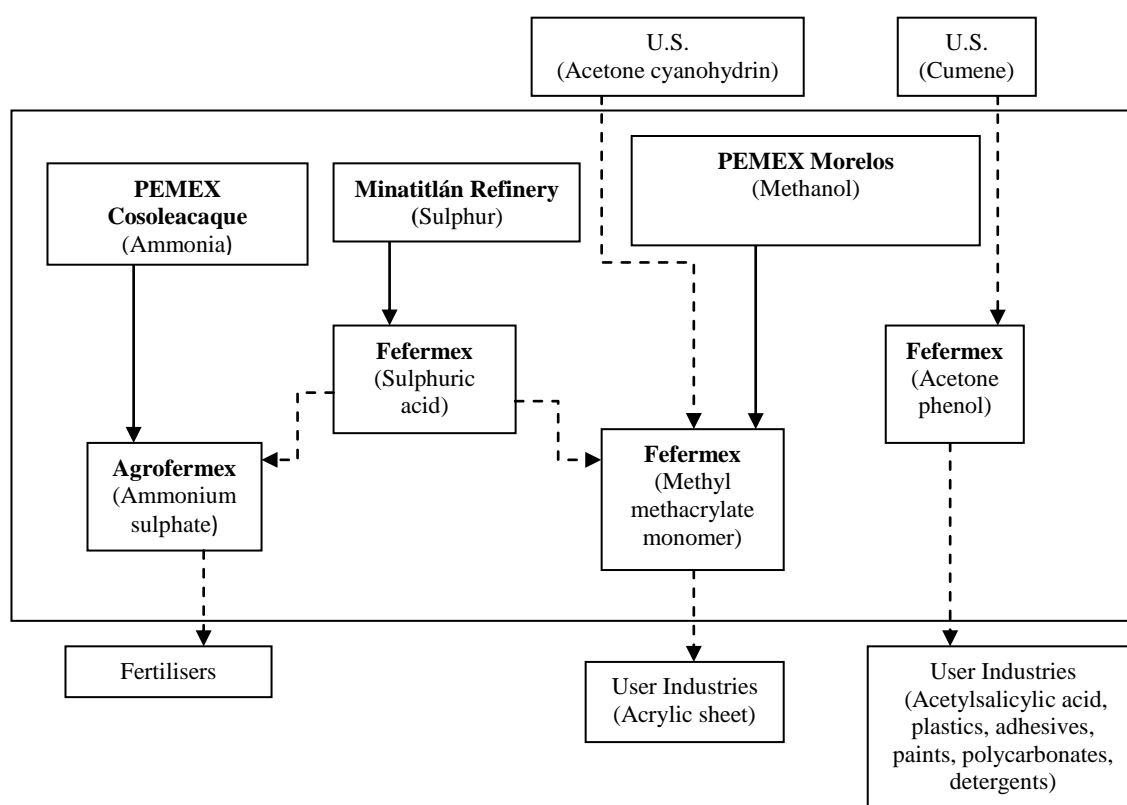 U.S.
(Acetone cyanohydrin)
U.S.
(Cumene)
PEMEX
Cosoleacaque
(Ammonia)
Minatitlán Refinery
(Sulphur)
PEMEX Morelos
(Methanol)
Fefermex
(Sulphuric
acid)
Fefermex
(Acetone
phenol)
Agrofermex
(Ammonium
sulphate)
Fefermex
(Methyl
methacrylate
monomer)
Fertilisers
User Industries
(Acrylic sheet)
User Industries
(Acetylsalicylic acid,
plastics, adhesives,
paints, polycarbonates,
detergents)